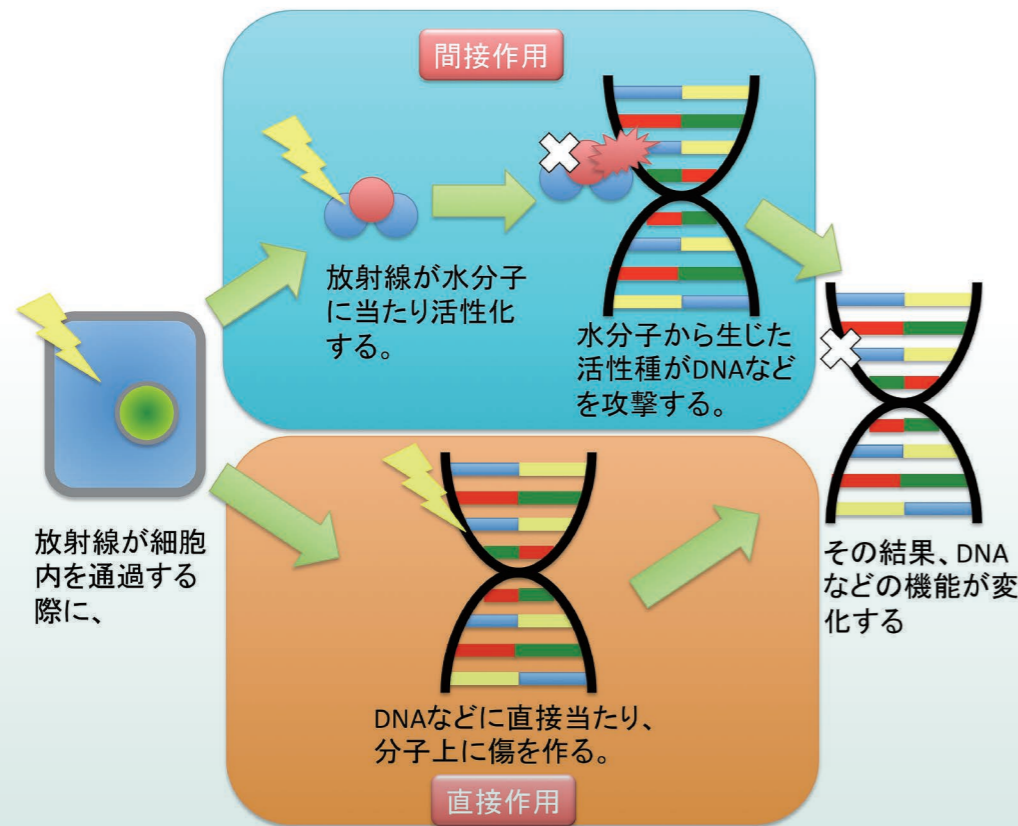 間接作用
放射線が水分子
に当たり活性化
する。
水分子から生じた
活性種がDNAなど
を攻撃する。
放射線が細胞
内を通過する
際に、
DNAなどに直接当たり、
分子上に傷を作る。
直接作用
その結果、DNA
などの機能が変
化する